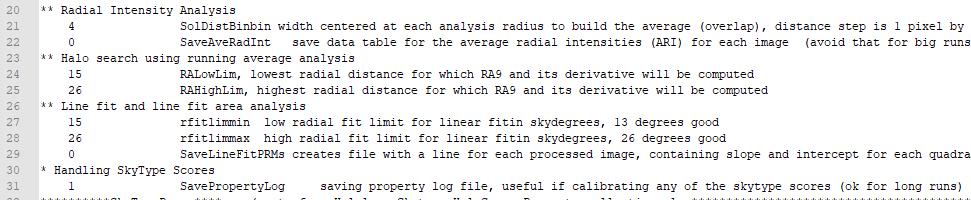 20 ** Radial Intensity Analysis
21 4 SolDistBinbin width centered at each analysis radius to build the average (overlap), distance step is 1 pixel by
22 0 SaveAveRadInt save data table for the average radial intensities (ARI) for each image (avoid that for big runs
23 ** Halo search using running average analysis
24 15 RALowLim, lowest radial distance for which RA9 and its derivative will be computed
25 26 RAHighLim, highest radial distance for which RA9 and its derivative will be computed
26 ** Line fit and line fit area analysis
27 15 rfitlimmin low radial fit limit for linear fitin skydegrees, 13 degrees good
28 26 rfitlimmax high radial fit limit for linear fitin skydegrees, 26 degrees good
29 0 SaveLineFitPRMs creates file with a line for each processed image, containing slope and intercept for each quadra
30 * Handling SkyType Scores
31 1 SavePropertyLog saving property log file, useful if calibrating any of the skytype scores (ok for long runs)